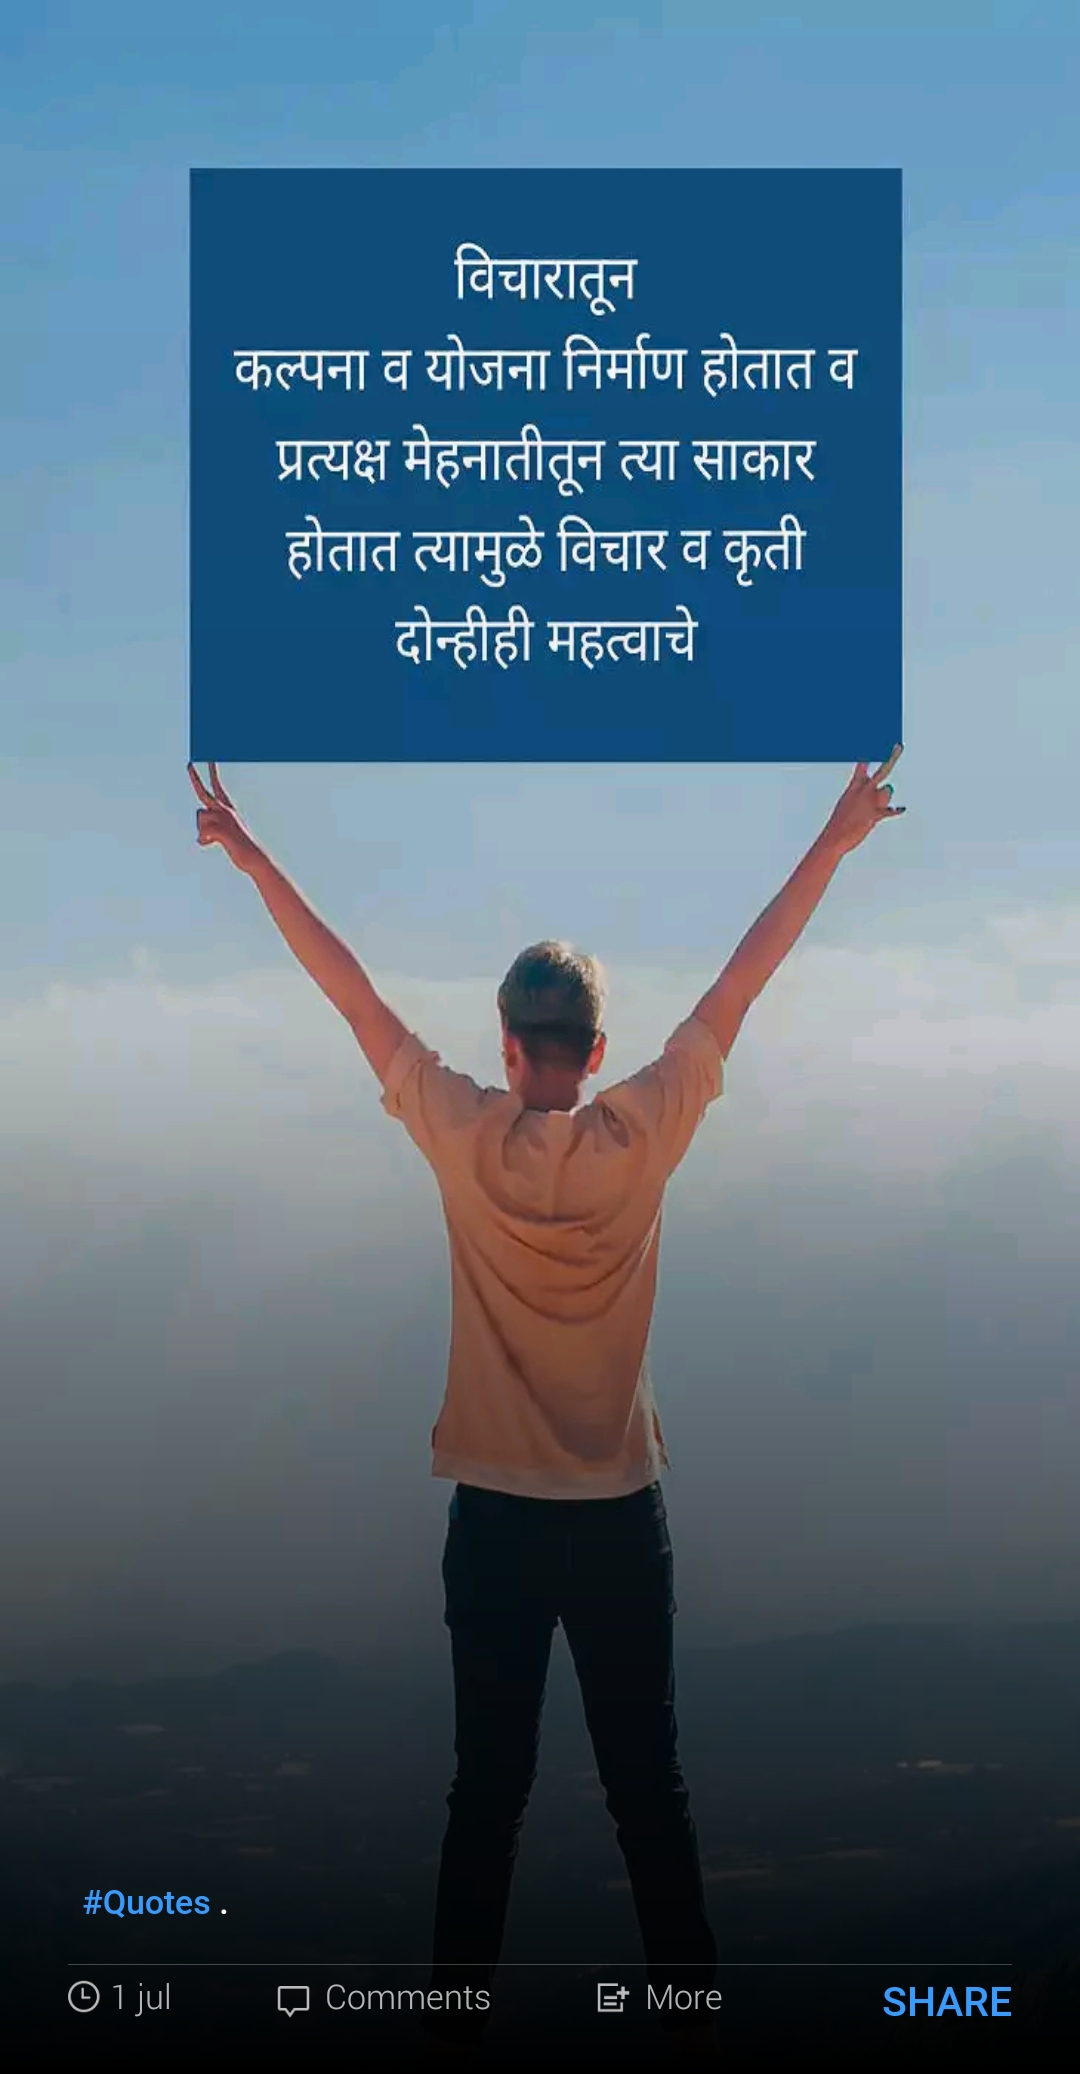 विचारातून
कल्पना व योजना निर्माण होतात व
प्रत्यक्ष मेहनातीतून त्या साकार
होतात त्यामुळे विचार व कृती
दोन्हीही महत्वाचे
#Quotes .
1 jul Comments More SHARE